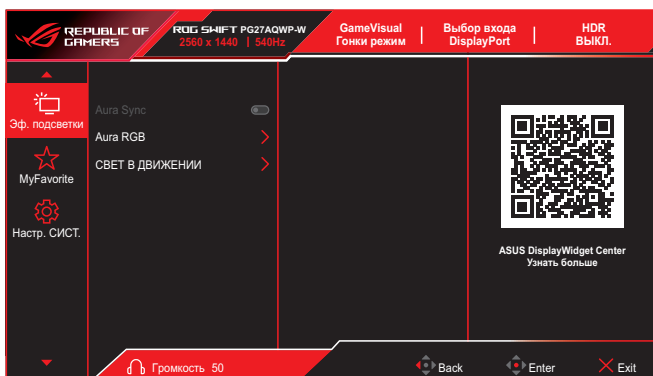 REPUBLIC OF
GAMERS
ROG SWIFT PG27AQWP-W
2560 x 1440 | 540Hz
GameVisual
Гонки режим
Выбор входа
DisplayPort
HDR
ВЫКЛ.
Эф. подсветки
MyFavorite
Настр. СИСТ.
Aura Sync
Aura RGB
СВЕТ В ДВИЖЕНИИ
ASUS DisplayWidget Center
Узнать больше
Громкость 50
Back
Enter
Exit